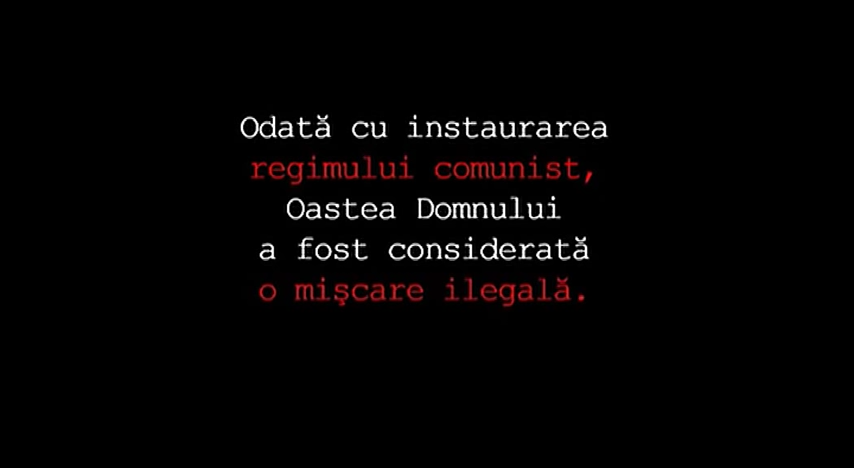 Odată cu instaurarea
regimului comunist,
Oastea Domnului
a fost considerată
o mişcare ilegală.